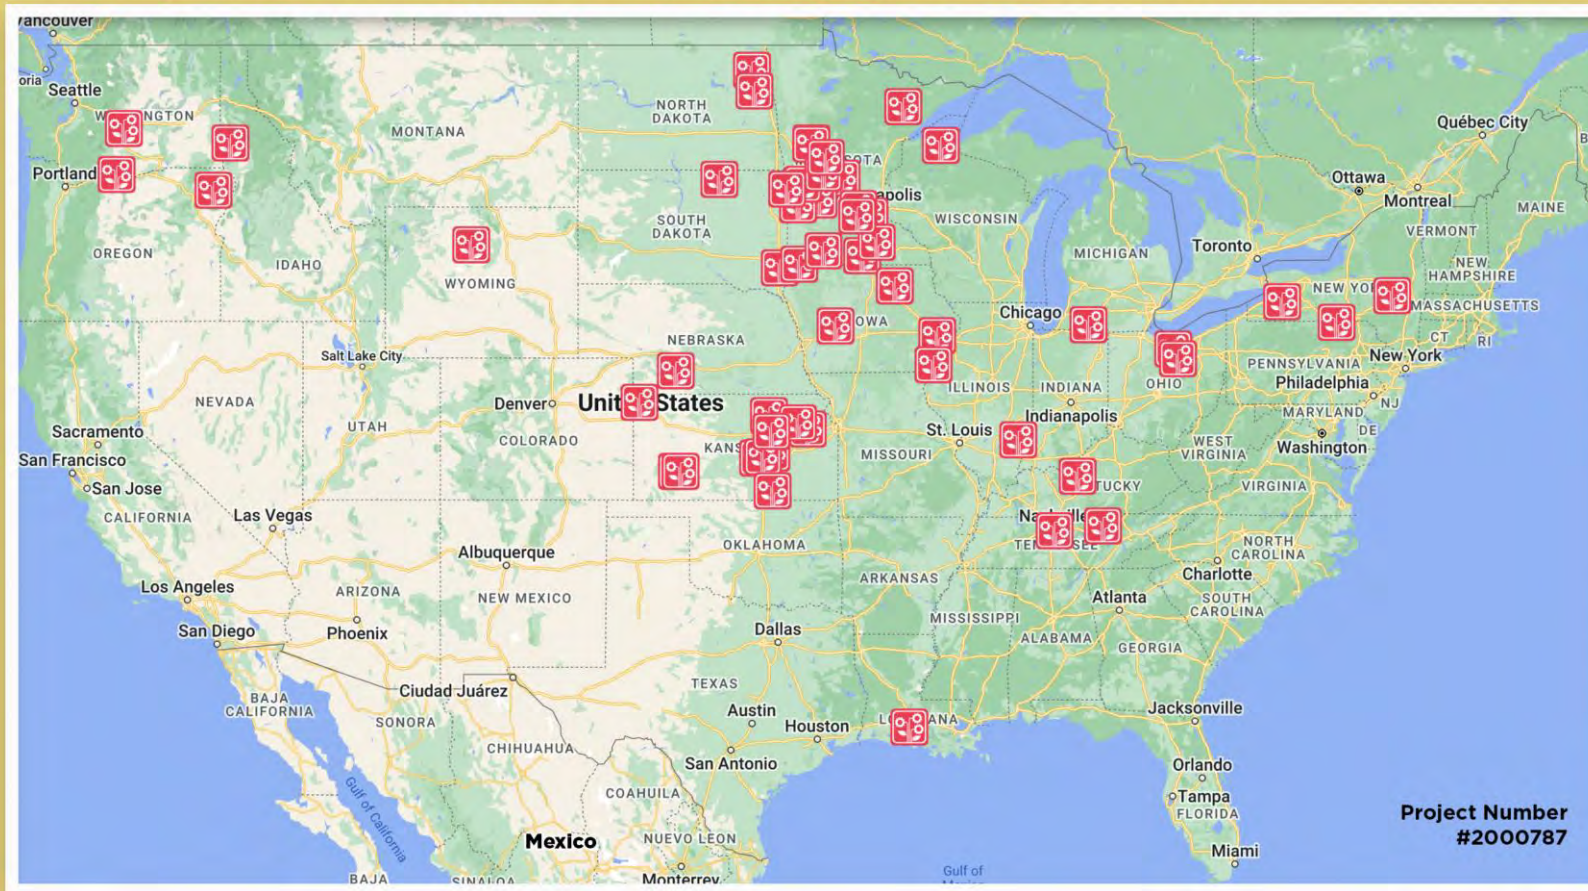 Vancouver
Seattle
MONTANA
NORTH
DAKOTA
Québec City
Portland
Ottawa
Montreal
MAINE
SOUTH
DAKOTA
WISCONSIN
VERMONT
OREGON
IDAHO
WYOMING
MICHIGAN
Toronto
NEW
HAMPSHIRE
MASSACHUSETTS
Chicago
NEBRASKA
CT
RI
Salt Lake City
New York
PENNSYLVANIA
Philadelphia
NEVADA
Denver
States
ILLINOIS
INDIANA
OHIO
NJ
Indianapolis
MARYLAND
DE
Sacramento
UTAH
COLORADO
St. Louis
WEST
VIRGINIA
Washington
San Francisco
MISSOURI
San Jose
VIRGINIA
CALIFORNIA
Las Vegas
OKLAHOMA
NORTH
CAROLINA
Albuquerque
Charlotte
Los Angeles
ARIZONA
NEW MEXICO
ARKANSAS
Atlanta
SOUTH
CAROLINA
San Diego
Phoenix
Dallas
MISSISSIPPI
ALABAMA
GEORGIA
BAJA
CALIFORNIA
Ciudad Juárez
TEXAS
SONORA
Austin
Houston
Jacksonville
CHIHUAHUA
San Antonio
Orlando
Gulf of California
COAHUILA
Tampa
FLORIDA
Mexico
NUEVO LEON
Miami
BAJA
SINALOA
Monterrey
Gulf of
Project Number
#2000787